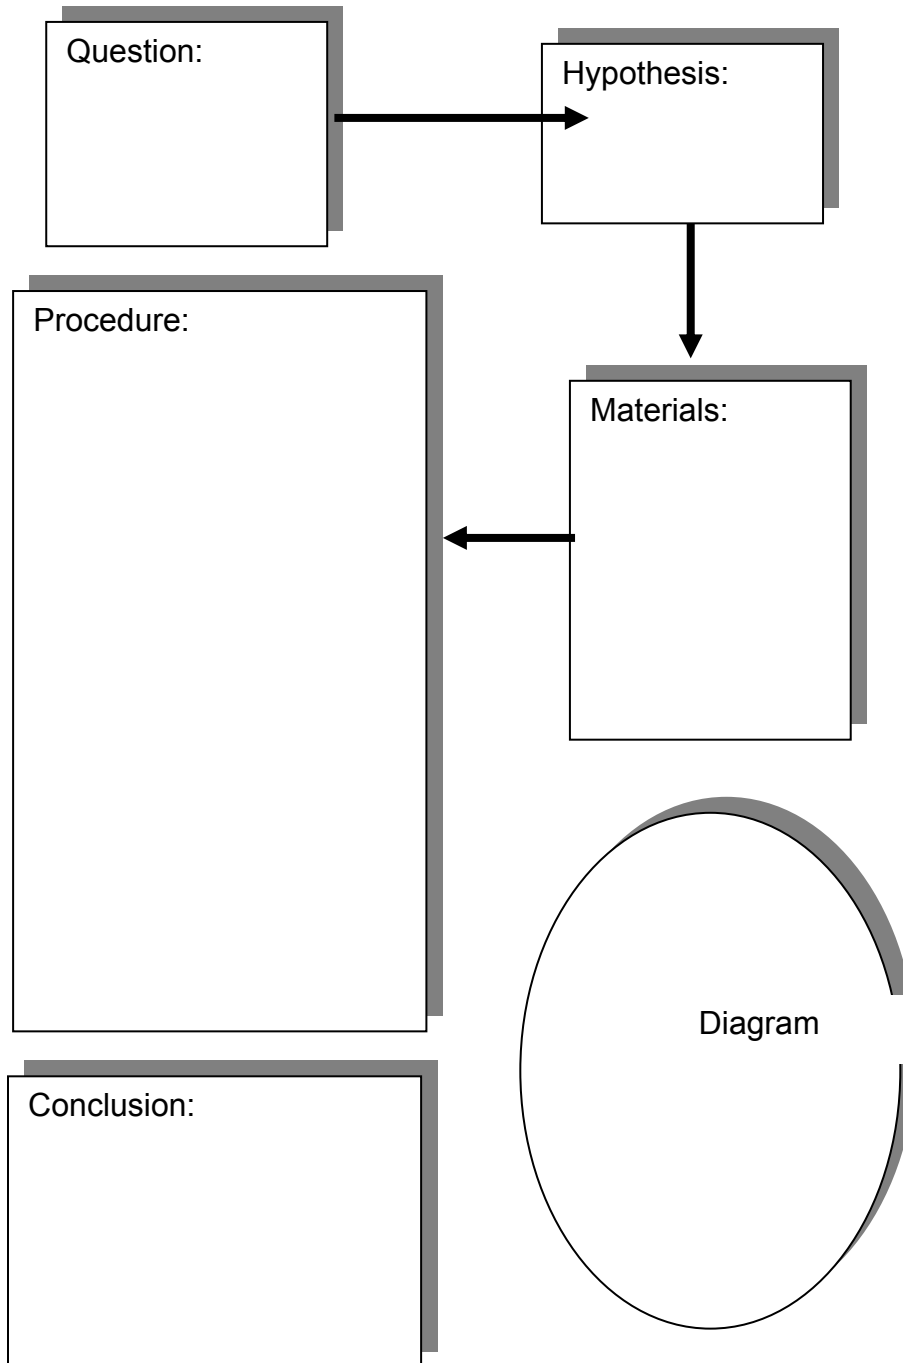 Question:
Hypothesis:
Procedure:
Materials:
Diagram
Conclusion: